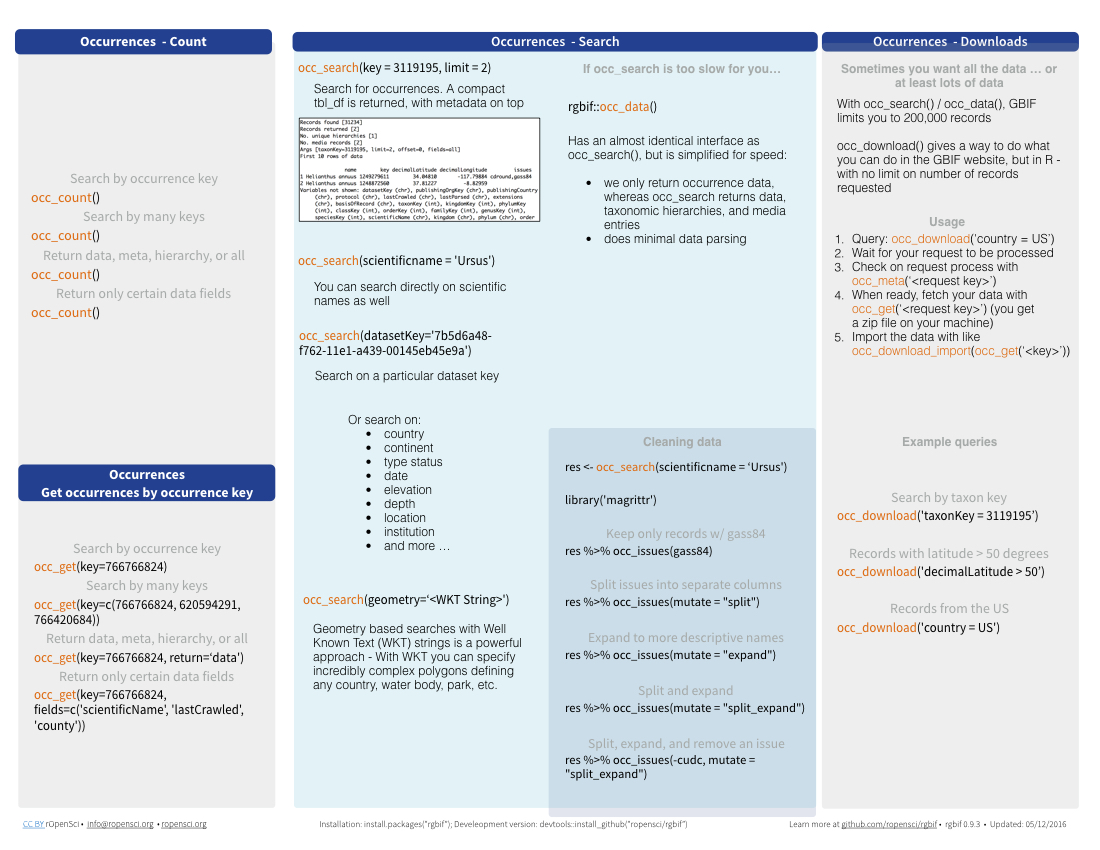 Occurrences - Count
Search by occurrence key
occ_count()
Search by many keys
occ_count()
Return data, meta, hierarchy, or all
occ_count()
Return only certain data fields
occ_count()
Occurrences
Get occurrences by occurrence key
Search by occurrence key
occ_get(key=766766824)
Search by many keys
occ_get(key=c(766766824, 620594291,
766420684))
Return data, meta, hierarchy, or all
occ_get(key=766766824, return='data')
Return only certain data fields
occ_get(key=766766824,
fields=c('scientificName', 'lastCrawled',
'county'))
Occurrences - Search
occ_search(key = 3119195, limit = 2)
Search for occurrences. A compact
tbl_df is returned, with metadata on top
Records found [31234]
Records returned [2]
No. unique hierarchies [1]
No. media records [2]
Args [taxonKey=3119195, limit=2, offset=0, fields=all]
First 10 rows of data
name key decimalLatitude decimalLongitude issues
1 Helianthus annuus 1249279611 34.04810 -117.79884 cdround,gass84
2 Helianthus annuus 1248872560 37.81227 -8.82959
Variables not shown: datasetKey (chr), publishingOrgKey (chr), publishingCountry
(chr), protocol (chr), lastCrawled (chr), lastParsed (chr), extensions
(chr), basisOfRecord (chr), taxonKey (int), kingdomKey (int), phylumKey
(int), classKey (int), orderKey (int), familyKey (int), genusKey (int),
speciesKey (int), scientificName (chr), kingdom (chr), phylum (chr), order
occ_search(scientificname = 'Ursus')
You can search directly on scientific
names as well
occ_search(datasetKey='7b5d6a48-
f762-11e1-a439-00145eb45e9a')
Search on a particular dataset key
Or search on:
• country
• continent
• type status
• date
• elevation
• depth
• location
• institution
• and more …
occ_search(geometry='<WKT String>')
Geometry based searches with Well
Known Text (WKT) strings is a powerful
approach - With WKT you can specify
incredibly complex polygons defining
any country, water body, park, etc.
If occ_search is too slow for you…
rgbif::occ_data()
Has an almost identical interface as
occ_search(), but is simplified for speed:
• we only return occurrence data,
whereas occ_search returns data,
taxonomic hierarchies, and media
entries
• does minimal data parsing
Cleaning data
res <- occ_search(scientificname = 'Ursus')
library('magrittr')
Keep only records w/ gass84
res %>% occ_issues(gass84)
Split issues into separate columns
res %>% occ_issues(mutate = "split")
Expand to more descriptive names
res %>% occ_issues(mutate = "expand")
Split and expand
res %>% occ_issues(mutate = "split_expand")
Split, expand, and remove an issue
res %>% occ_issues(-cudc, mutate =
"split_expand")
Occurrences - Downloads
Sometimes you want all the data … or
at least lots of data
With occ_search() / occ_data(), GBIF
limits you to 200,000 records
occ_download() gives a way to do what
you can do in the GBIF website, but in R -
with no limit on number of records
requested
Usage
1. Query: occ_download('country = US')
2. Wait for your request to be processed
3. Check on request process with
occ_meta('<request key>')
4. When ready, fetch your data with
occ_get('<request key>') (you get
a zip file on your machine)
5. Import the data with like
occ_download_import(occ_get('<key>'))
Example queries
Search by taxon key
occ_download('taxonKey = 3119195')
Records with latitude > 50 degrees
occ_download('decimalLatitude > 50')
Records from the US
occ_download('country = US')
CC BY rOpenSci • info@ropensci.org • ropensci.org
Installation: install.packages("rgbif"); Develeopment version: devtools::install_github("ropensci/rgbif")
Learn more at github.com/ropensci/rgbif • rgbif 0.9.3 • Updated: 05/12/2016